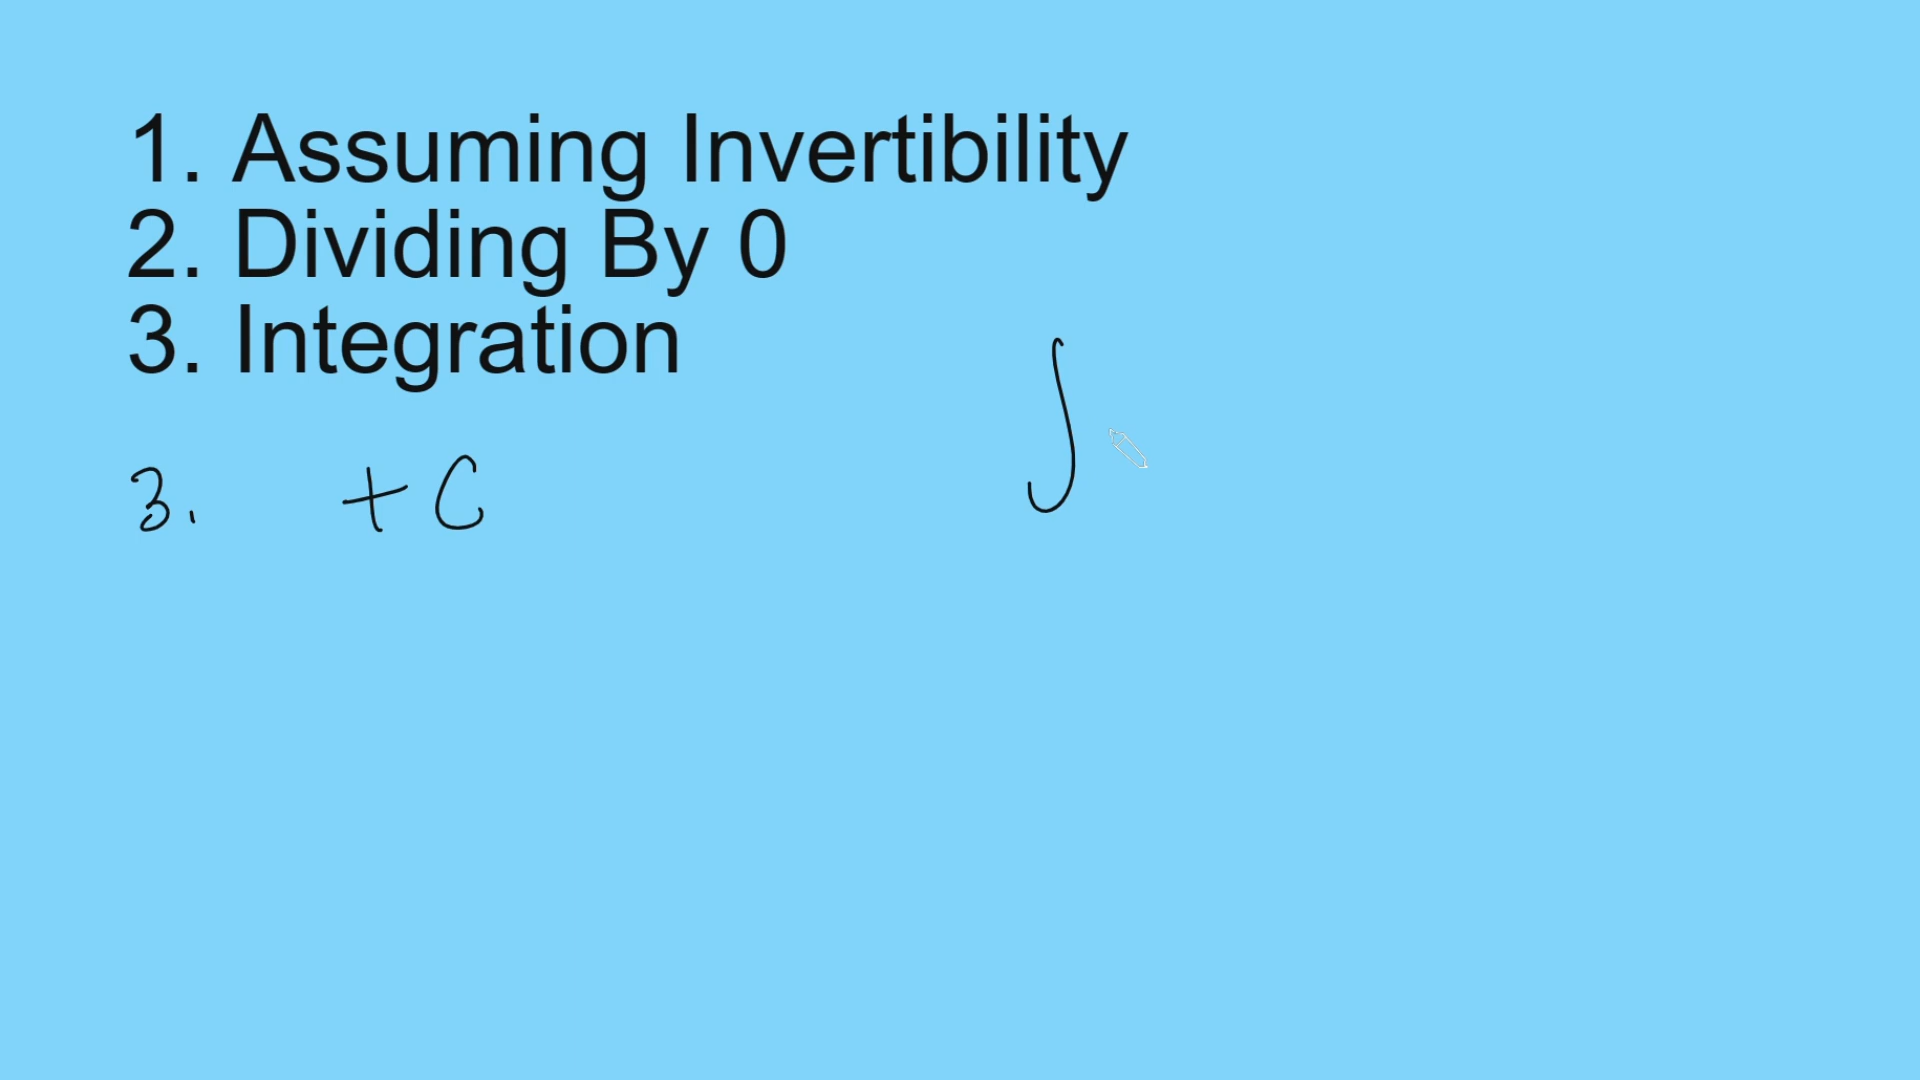 1. Assuming Invertibility
2. Dividing By 0
3. Integration
3. + C ∫